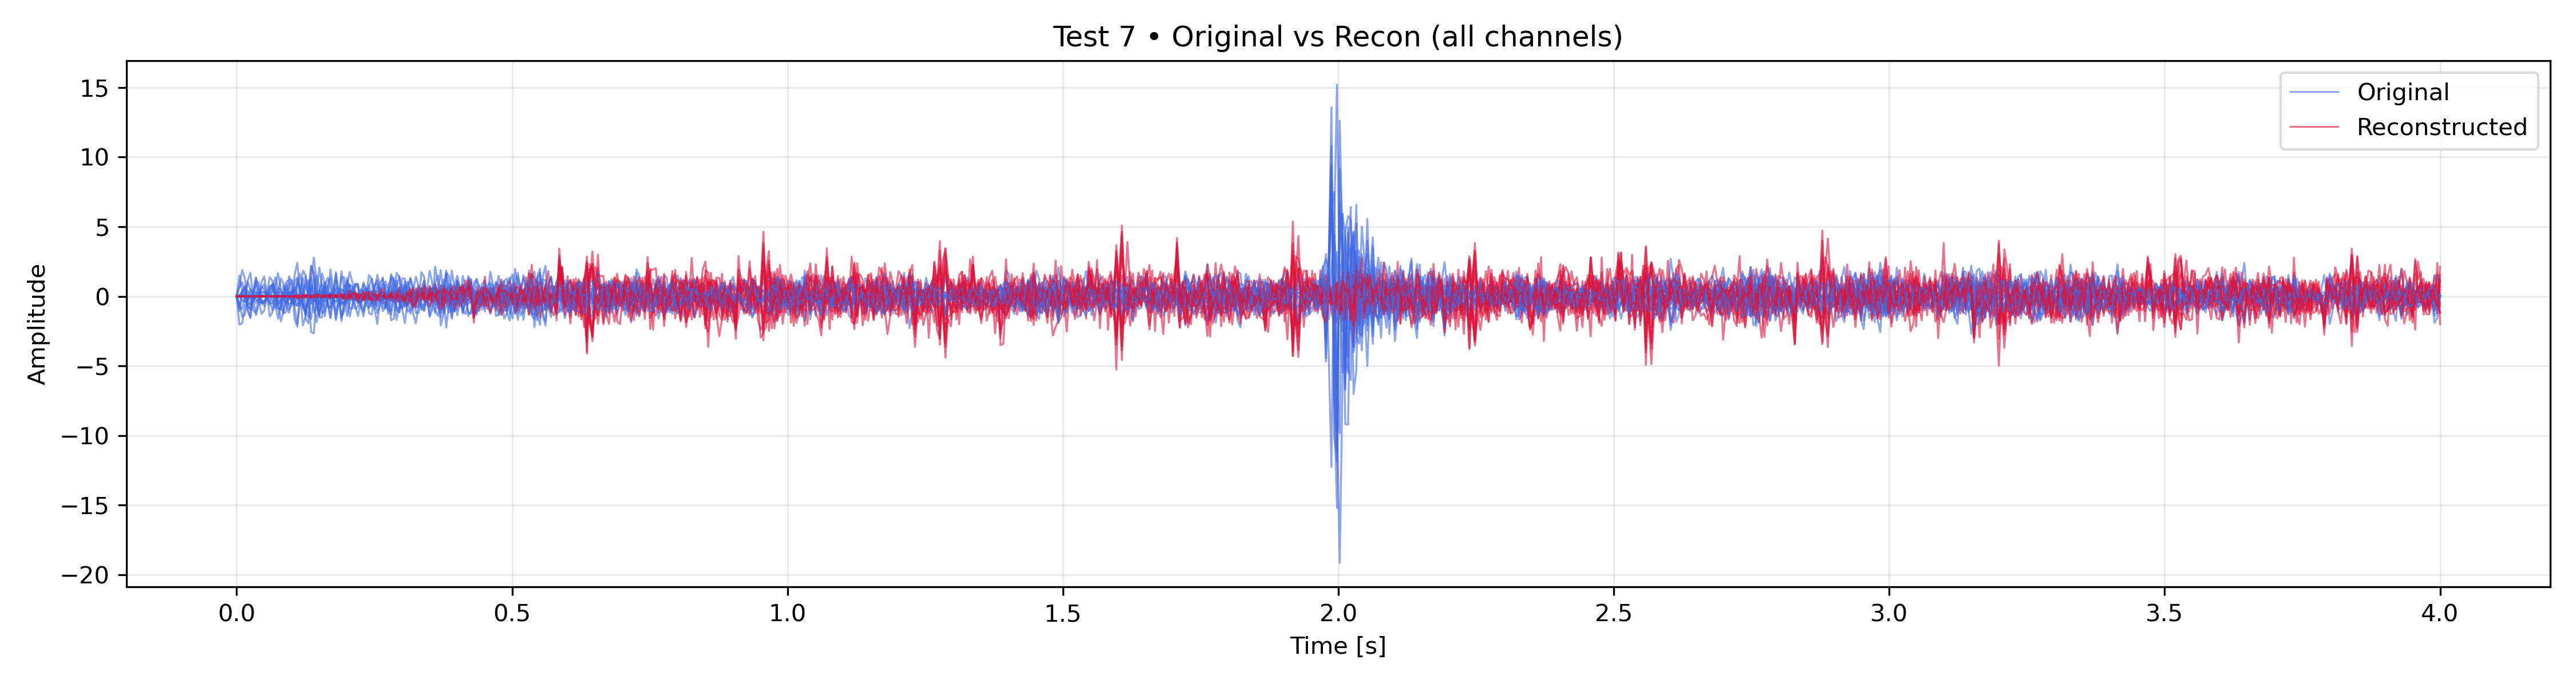 Test 7 • Original vs Recon (all channels)
Original
Reconstructed
Amplitude
15
10
5
0
−5
−10
−15
−20
0.0 0.5 1.0 1.5 2.0 2.5 3.0 3.5 4.0
Time [s]